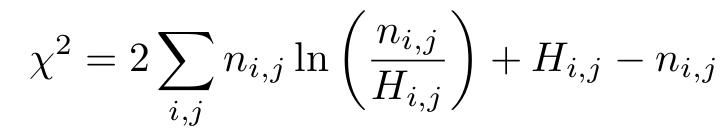 χ² = 2 ∑_{i,j} n_{i,j} ln(n_{i,j} / H_{i,j}) + H_{i,j} − n_{i,j}